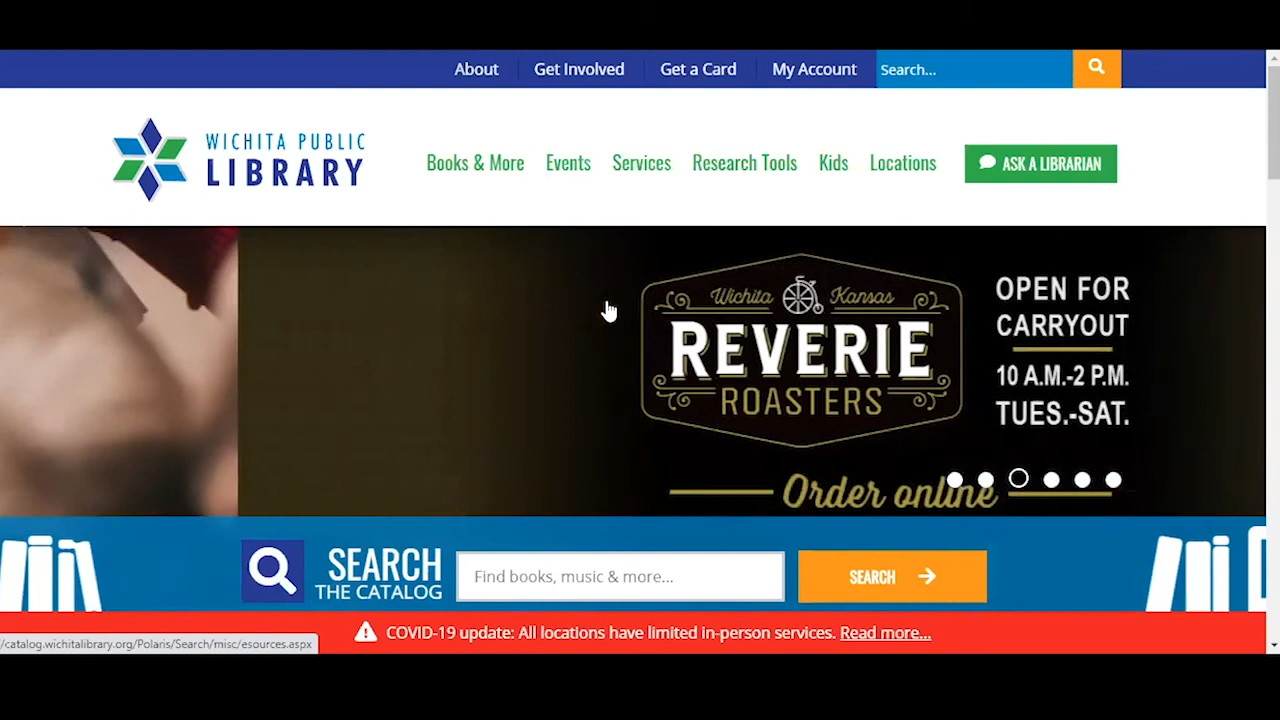 About
Get Involved
Get a Card
My Account
Search...
WICHITA PUBLIC
LIBRARY
Books & More
Events
Services
Research Tools
Kids
Locations
ASK A LIBRARIAN
Wichita Kansas
REVERIE
ROASTERS
OPEN FOR
CARRYOUT
10 A.M.-2 P.M.
TUES.-SAT.
Order online
SEARCH
THE CATALOG
Find books, music & more...
SEARCH
COVID-19 update: All locations have limited in-person services. Read more...
/catalog.wichitalibrary.org/Polaris/Search/misc/esources.aspx